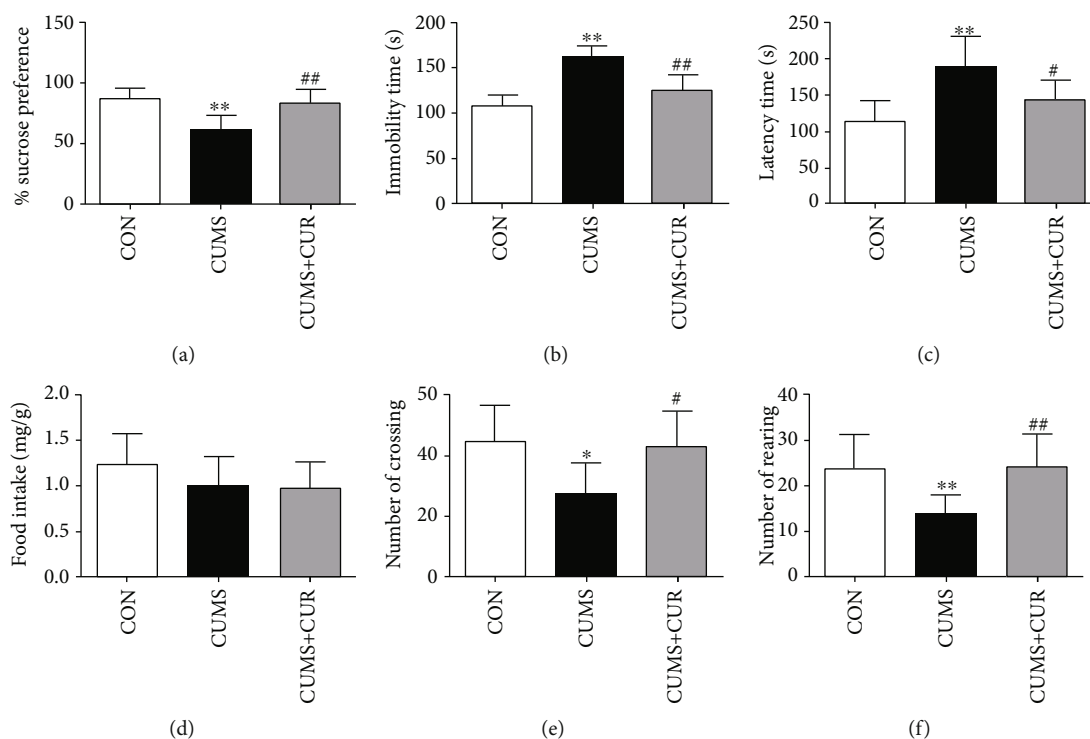 % sucrose preference
150
100
50
0
**
##
CON
CUMS
CUMS+CUR
(a)
Immobility time (s)
200
150
100
50
0
**
##
CON
CUMS
CUMS+CUR
(b)
Latency time (s)
250
200
150
100
50
0
**
#
CON
CUMS
CUMS+CUR
(c)
Food intake (mg/g)
2.0
1.5
1.0
0.5
0.0
CON
CUMS
CUMS+CUR
(d)
Number of crossing
50
40
20
0
*
#
CON
CUMS
CUMS+CUR
(e)
Number of rearing
40
30
20
10
0
**
##
CON
CUMS
CUMS+CUR
(f)